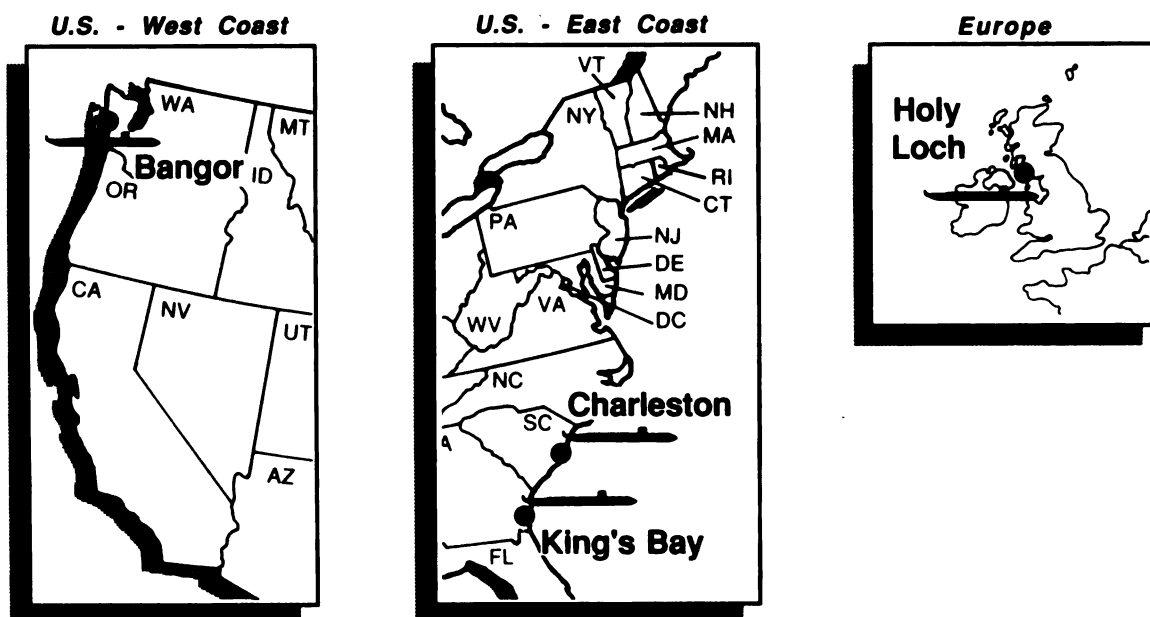 U.S. - West Coast
WA
MT
Bangor
ID
OR
CA
NV
UT
AZ
U.S. - East Coast
VT
NY
NH
MA
RI
CT
PA
NJ
DE
MD
DC
VA
WV
NC
Charleston
SC
A
King's Bay
FL
Europe
Holy
Loch